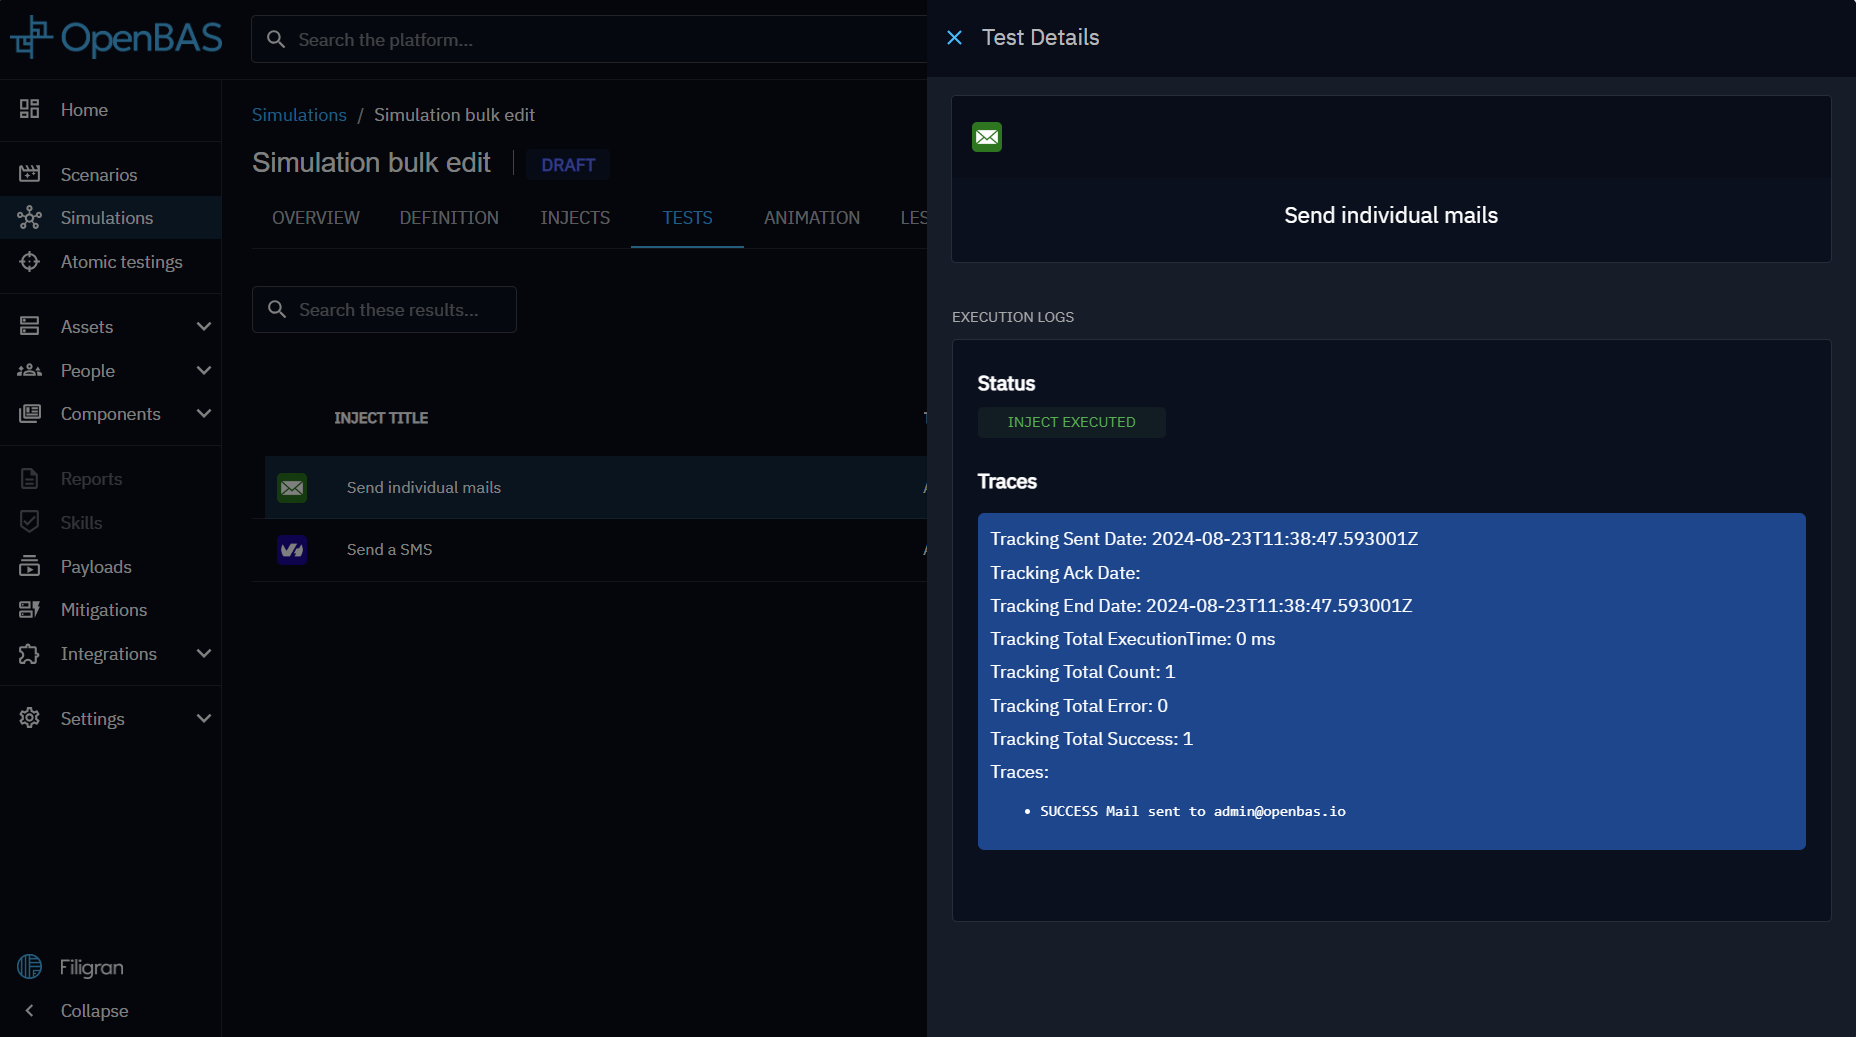 OpenBAS
Search the platform...
Home
Scenarios
Simulations
Atomic testings
Assets
People
Components
Reports
Skills
Payloads
Mitigations
Integrations
Settings
Filigran
Collapse
Simulations / Simulation bulk edit
Simulation bulk edit
DRAFT
OVERVIEW DEFINITION INJECTS TESTS ANIMATION LES
Search these results...
INJECT TITLE
Send individual mails
Send a SMS
Test Details
Send individual mails
EXECUTION LOGS
Status
INJECT EXECUTED
Traces
Tracking Sent Date: 2024-08-23T11:38:47.593001Z
Tracking Ack Date:
Tracking End Date: 2024-08-23T11:38:47.593001Z
Tracking Total ExecutionTime: 0 ms
Tracking Total Count: 1
Tracking Total Error: 0
Tracking Total Success: 1
Traces:
• SUCCESS Mail sent to admin@openbas.io